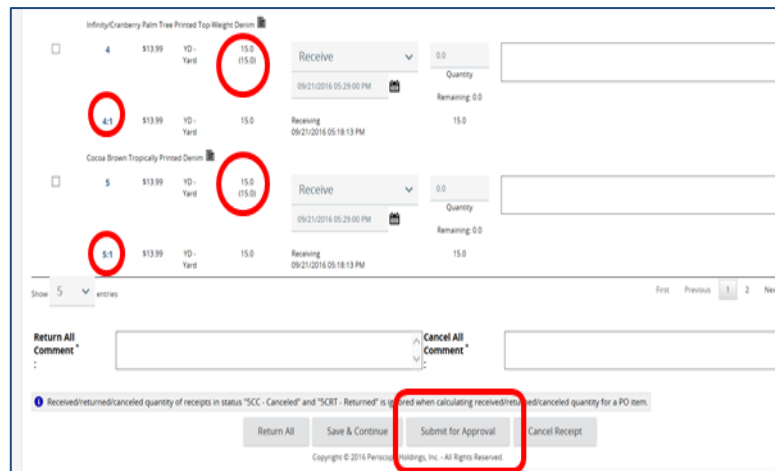 Infinity/Cranberry Palm Tree Printed Top-Weight Denim
4 $13.99 YD - Yard 15.0 (15.0) Receive 0.0
09/21/2016 05:29:00 PM Quantity
Remaining: 0.0
4:1 $13.99 YD - Yard 15.0 Receiving 09/21/2016 05:18:13 PM 15.0
Cocoa Brown Tropically Printed Denim
5 $13.99 YD - Yard 15.0 (15.0) Receive 0.0
09/21/2016 05:29:00 PM Quantity
Remaining: 0.0
5:1 $13.99 YD - Yard 15.0 Receiving 09/21/2016 05:18:13 PM 15.0
Show 5 entries First Previous 1 2 Nex
Return All Comment * : Cancel All Comment * :
Received/returned/canceled quantity of receipts in status "SCC - Canceled" and "SCRT - Returned" is ignored when calculating received/returned/canceled quantity for a PO item.
Return All Save & Continue Submit for Approval Cancel Receipt
Copyright © 2016 Periscope Holdings, Inc. - All Rights Reserved.